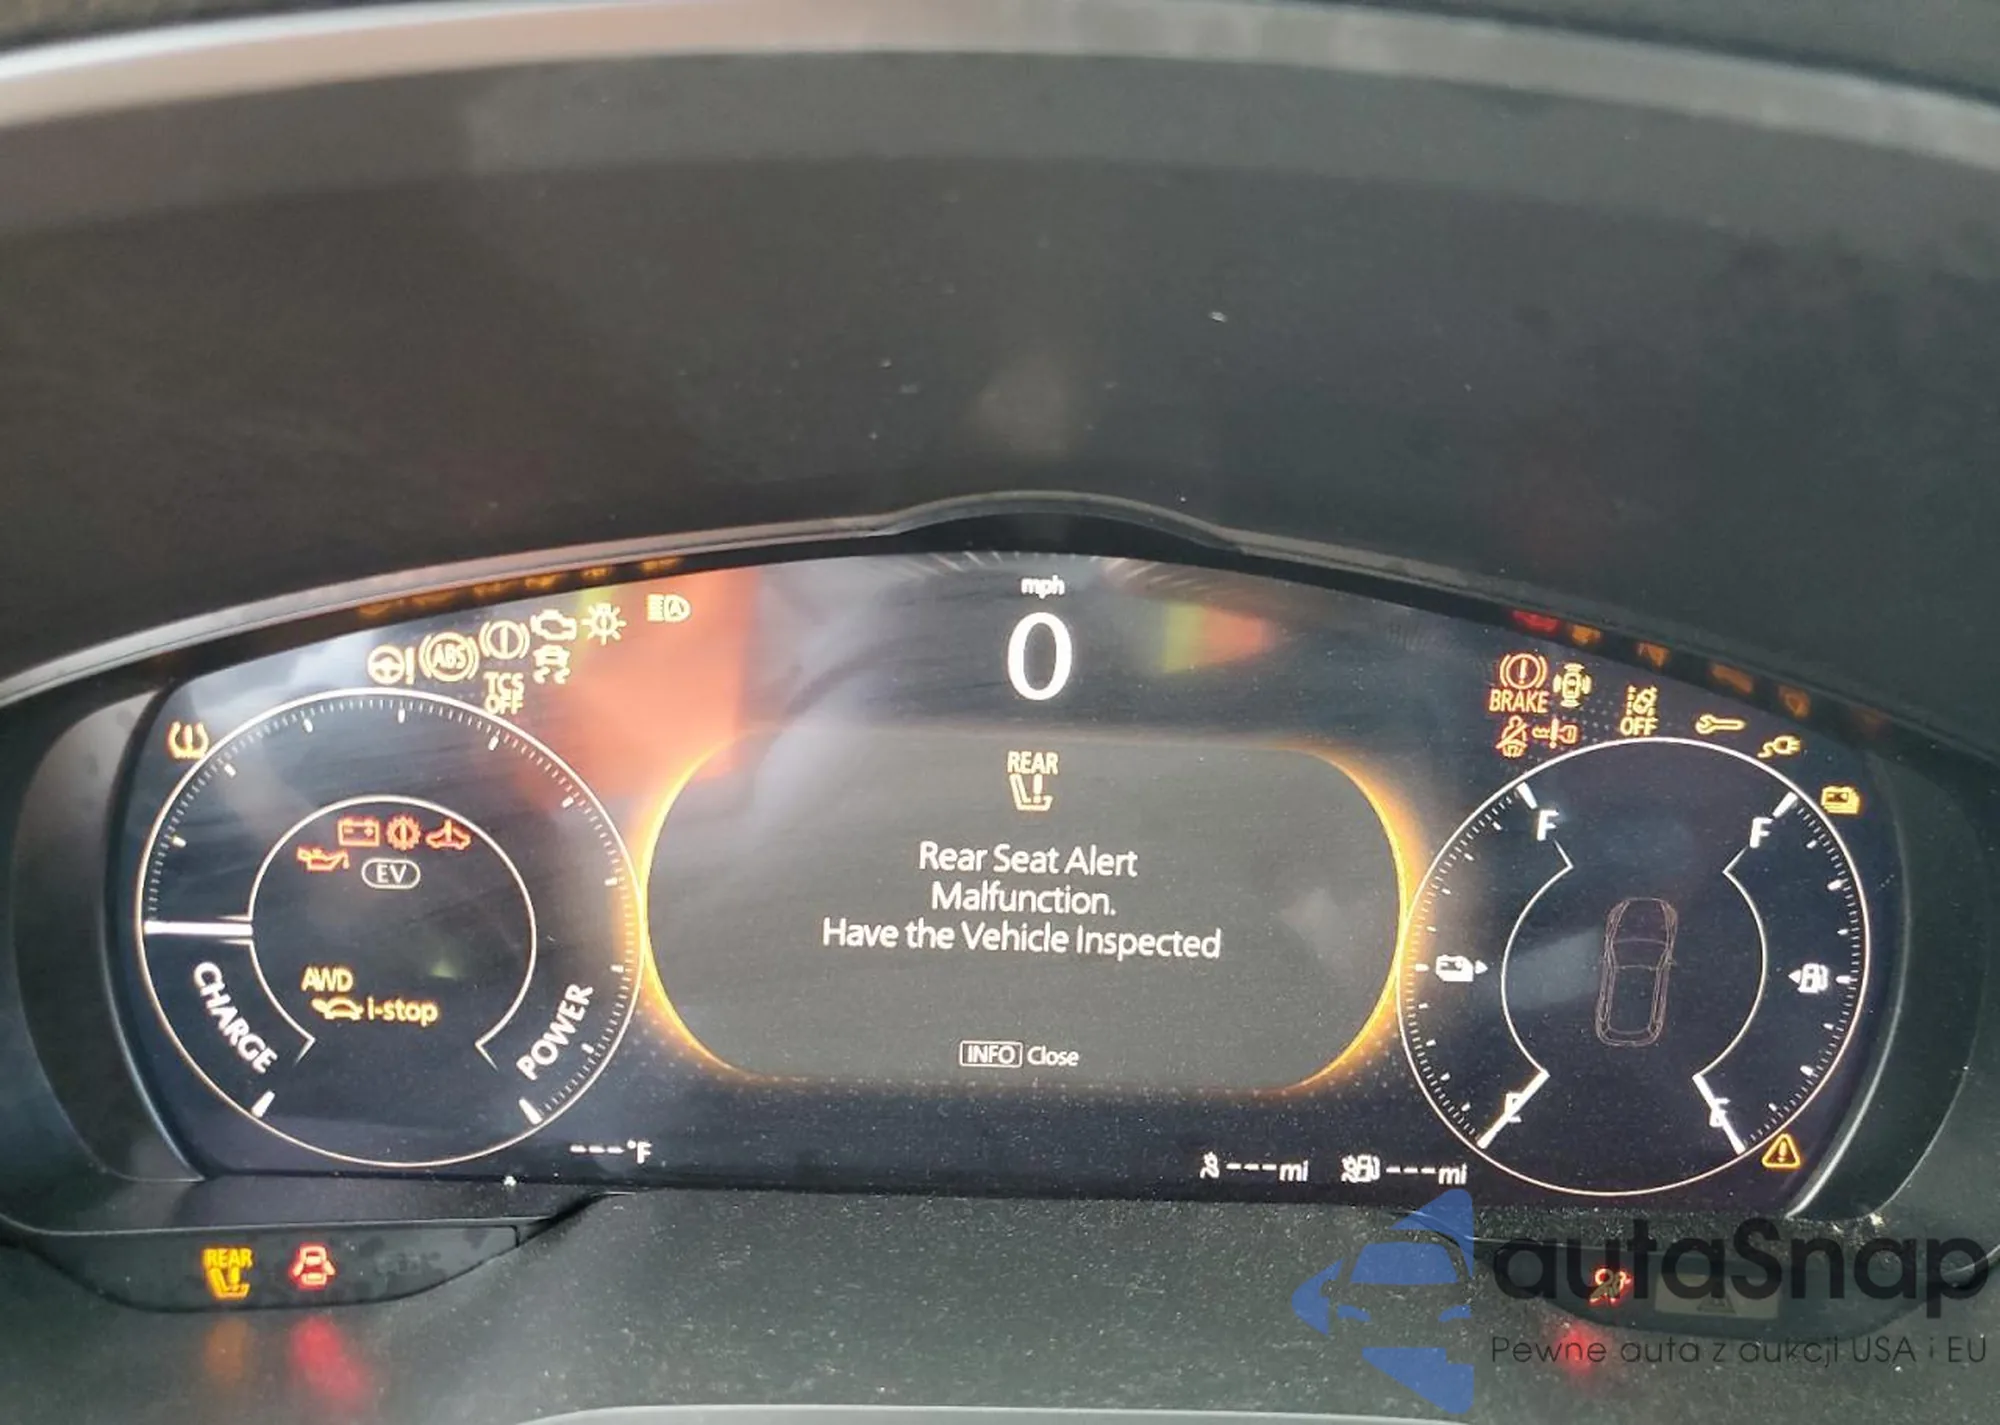 mph
0
ABS
TCS
OFF
BRAKE
OFF
REAR
Rear Seat Alert
Malfunction.
Have the Vehicle Inspected
INFO Close
EV
AWD
i-stop
CHARGE
POWER
F
F
E
E
---°F
---mi
---mi
REAR
autaSnap
Pewne auta z aukcji USA i EU